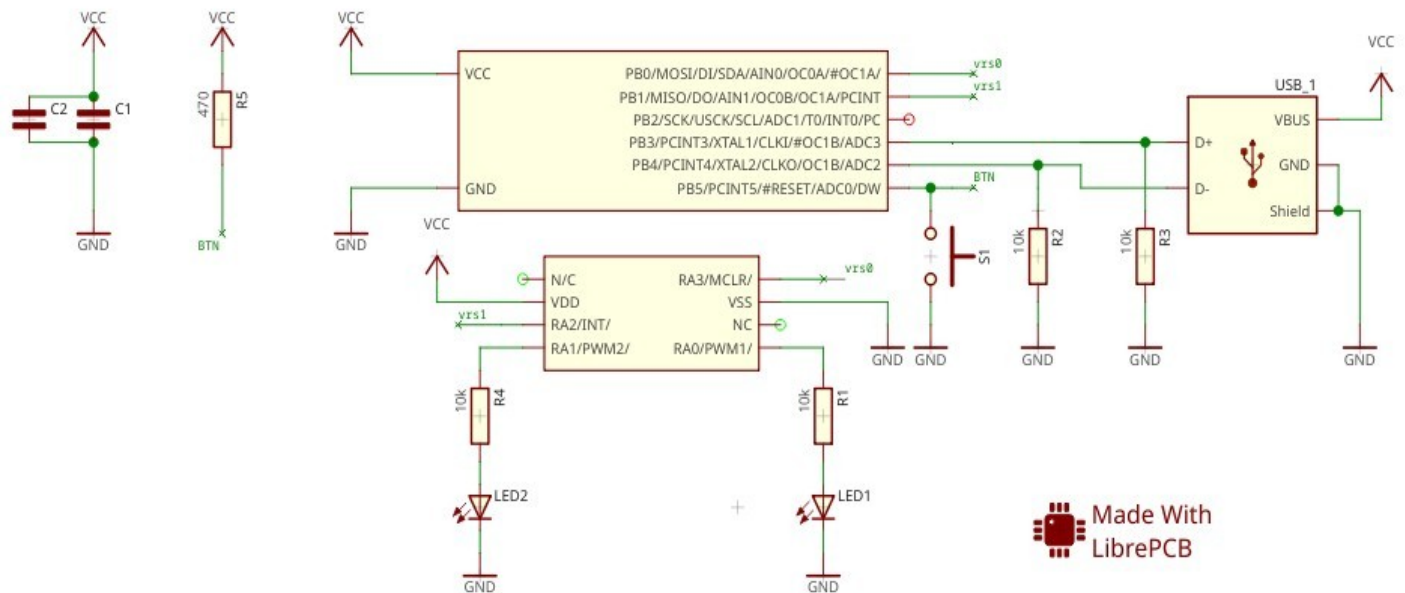 VCC
C2
C1
GND
VCC
470
R5
BTN
VCC
GND
VCC
GND
PB0/MOSI/DI/SDA/AIN0/OC0A/#OC1A/
PB1/MISO/DO/AIN1/OC0B/OC1A/PCINT
PB2/SCK/USCK/SCL/ADC1/T0/INT0/PC
PB3/PCINT3/XTAL1/CLKI/#OC1B/ADC3
PB4/PCINT4/XTAL2/CLKO/OC1B/ADC2
PB5/PCINT5/#RESET/ADC0/DW
vrs0
vrs1
BTN
S1
GND
10k
R2
GND
10k
R3
GND
USB_1
D+
D-
VBUS
GND
Shield
VCC
GND
VCC
vrs1
N/C
VDD
RA2/INT/
RA1/PWM2/
RA3/MCLR/
VSS
NC
RA0/PWM1/
vrs0
GND
10k
R4
LED2
GND
10k
R1
LED1
GND
Made With
LibrePCB